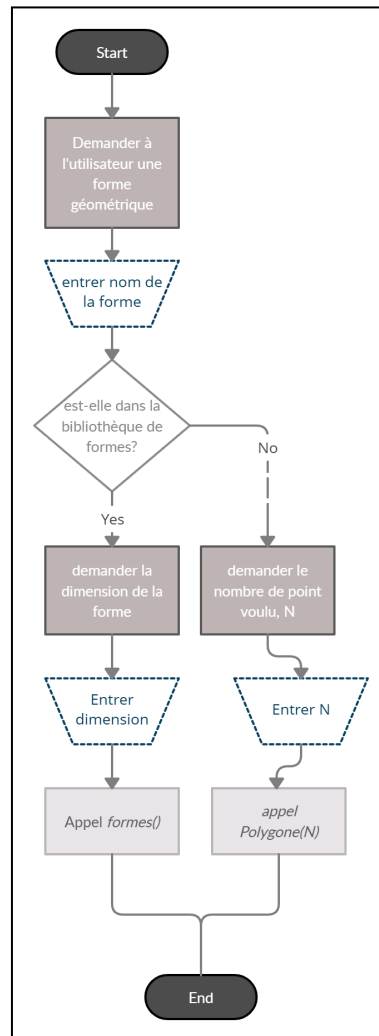 Start
Demander à
l'utilisateur une
forme
géométrique
entrer nom de
la forme
est-elle dans la
bibliothèque de
formes?
No
Yes
demander la
dimension de la
forme
demander le
nombre de point
voulu, N
Entrer
dimension
Entrer N
Appel formes()
appel
Polygone(N)
End